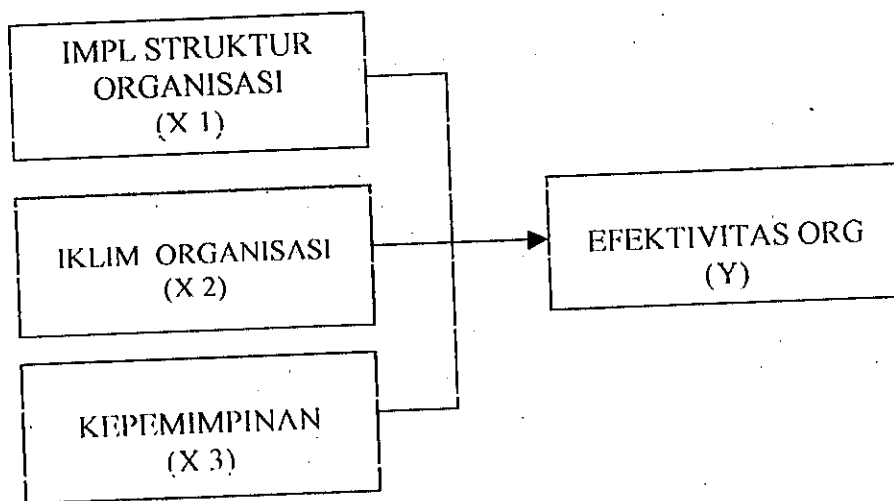 IMPL STRUKTUR
ORGANISASI
(X 1)
IKLIM ORGANISASI
(X 2)
KEPEMIMPINAN
(X 3)
EFEKTIVITAS ORG
(Y)